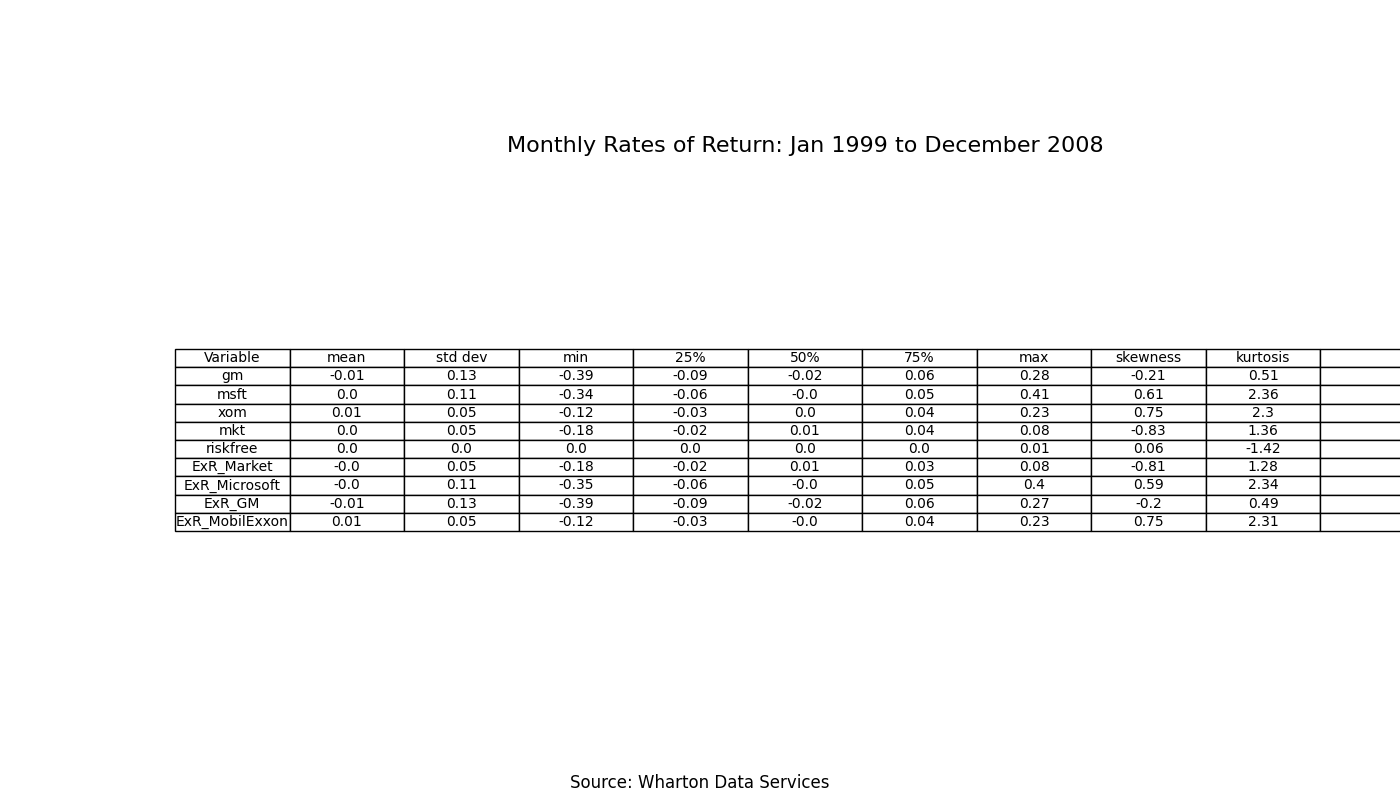 Monthly Rates of Return: Jan 1999 to December 2008
Variable mean std dev min 25% 50% 75% max skewness kurtosis
gm -0.01 0.13 -0.39 -0.09 -0.02 0.06 0.28 -0.21 0.51
msft 0.0 0.11 -0.34 -0.06 -0.0 0.05 0.41 0.61 2.36
xom 0.01 0.05 -0.12 -0.03 0.0 0.04 0.23 0.75 2.3
mkt 0.0 0.05 -0.18 -0.02 0.01 0.04 0.08 -0.83 1.36
riskfree 0.0 0.0 0.0 0.0 0.0 0.0 0.01 0.06 -1.42
ExR_Market -0.0 0.05 -0.18 -0.02 0.01 0.03 0.08 -0.81 1.28
ExR_Microsoft -0.0 0.11 -0.35 -0.06 -0.0 0.05 0.4 0.59 2.34
ExR_GM -0.01 0.13 -0.39 -0.09 -0.02 0.06 0.27 -0.2 0.49
ExR_MobilExxon 0.01 0.05 -0.12 -0.03 -0.0 0.04 0.23 0.75 2.31
Source: Wharton Data Services